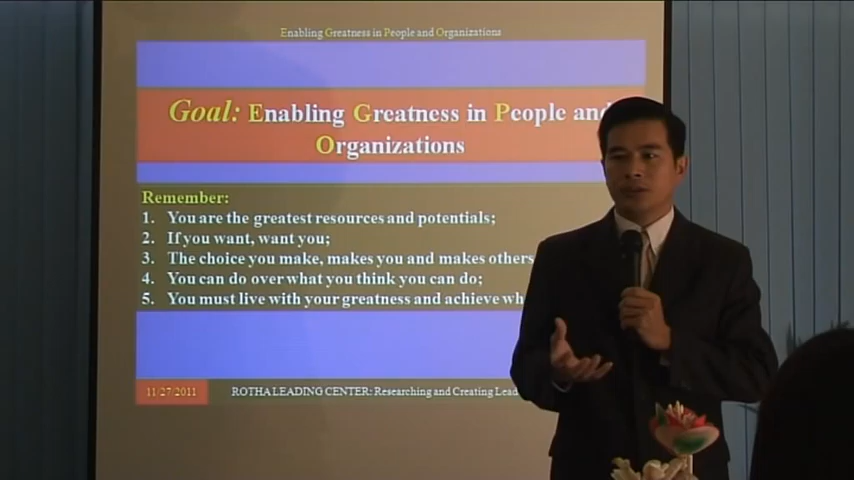 Enabling Greatness in People and Organizations
Goal: Enabling Greatness in People and
Organizations
Remember:
1. You are the greatest resources and potentials;
2. If you want, want you;
3. The choice you make, makes you and makes others
4. You can do over what you think you can do;
5. You must live with your greatness and achieve
11/27/2011
ROTHA LEADING CENTER: Researching and Creating